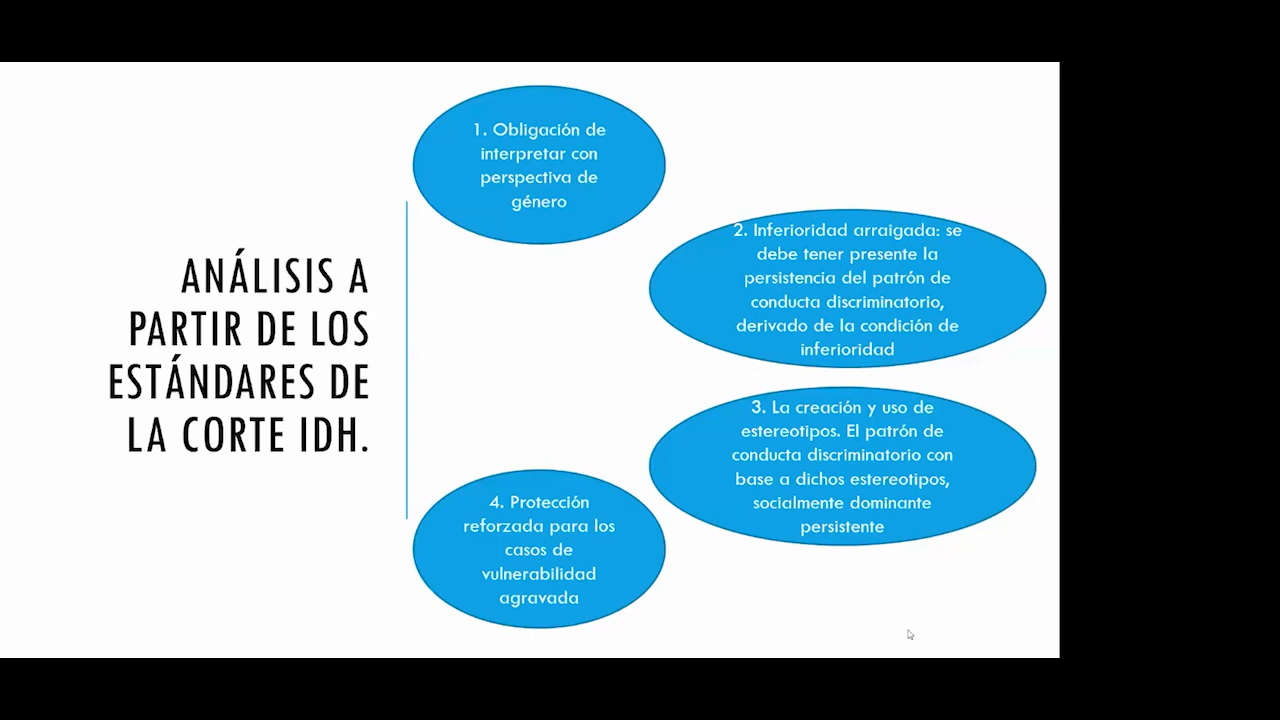 ANÁLISIS A
PARTIR DE LOS
ESTÁNDARES DE
LA CORTE IDH.
1. Obligación de
interpretar con
perspectiva de
género
2. Inferioridad arraigada: se
debe tener presente la
persistencia del patrón de
conducta discriminatorio,
derivado de la condición de
inferioridad
3. La creación y uso de
estereotipos. El patrón de
conducta discriminatorio con
base a dichos estereotipos,
socialmente dominante
persistente
4. Protección
reforzada para los
casos de
vulnerabilidad
agravada